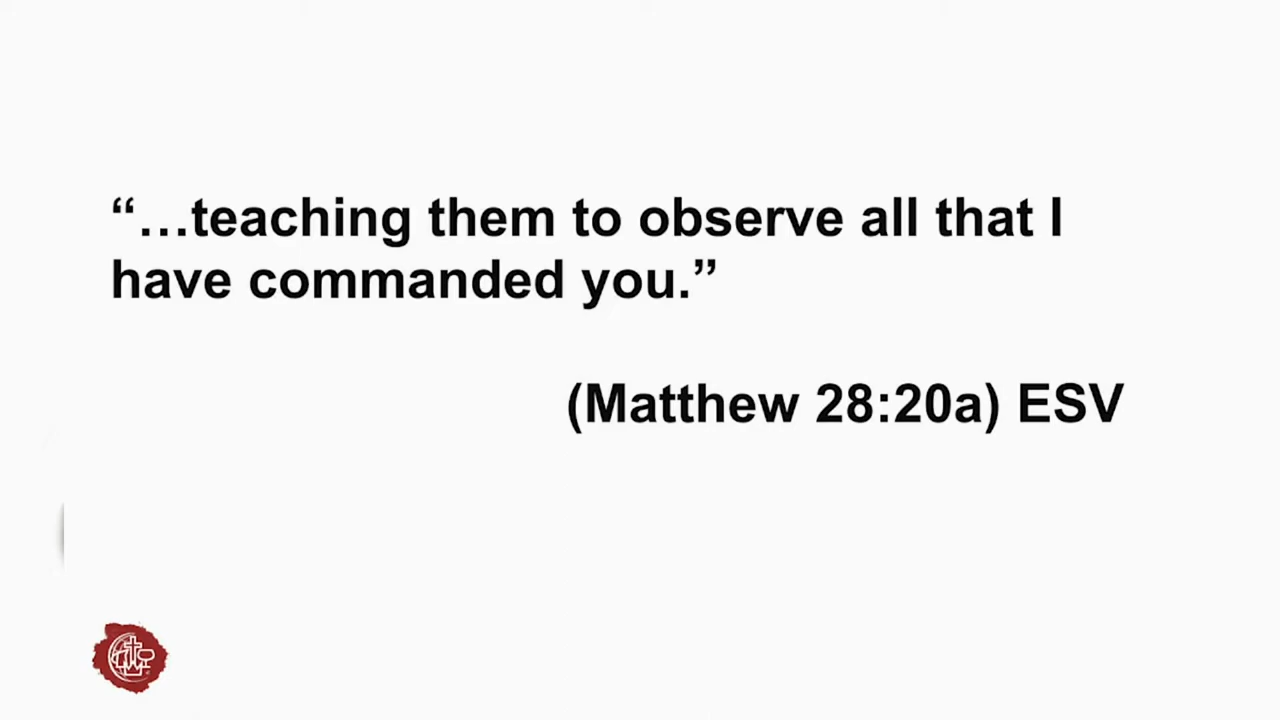 “…teaching them to observe all that I
have commanded you.”
(Matthew 28:20a) ESV